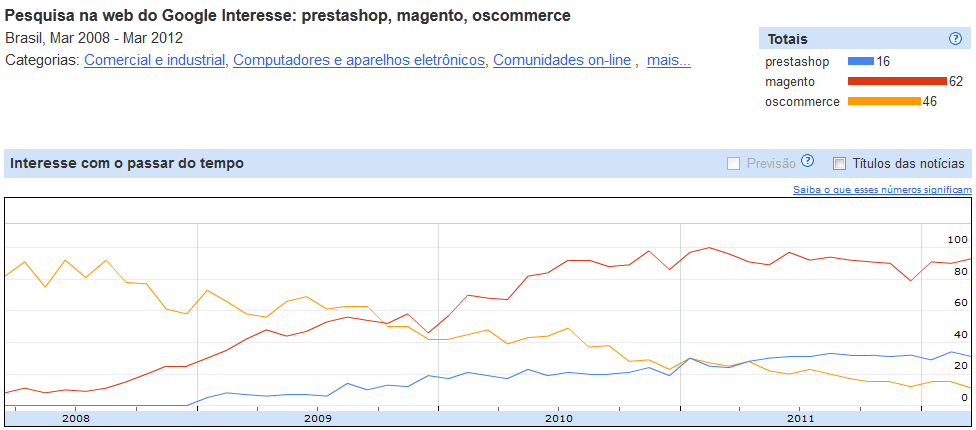 Pesquisa na web do Google Interesse: prestashop, magento, oscommerce
Brasil, Mar 2008 - Mar 2012
Categorias: Comercial e industrial, Computadores e aparelhos eletrônicos, Comunidades on-line , mais...
Totais ?
prestashop 16
magento 62
oscommerce 46
Interesse com o passar do tempo
Previsão ? Títulos das notícias
Saiba o que esses números significam
100
80
60
40
20
0
2008 2009 2010 2011